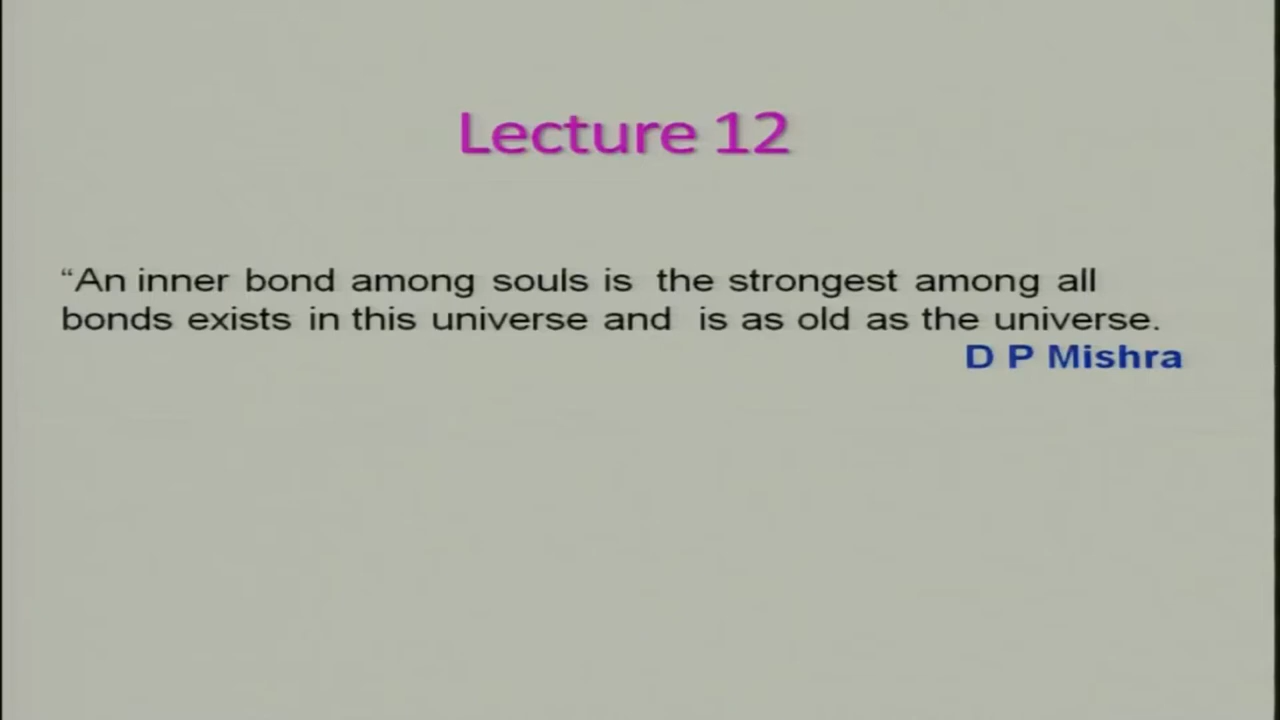 Lecture 12
“An inner bond among souls is the strongest among all
bonds exists in this universe and is as old as the universe.
D P Mishra